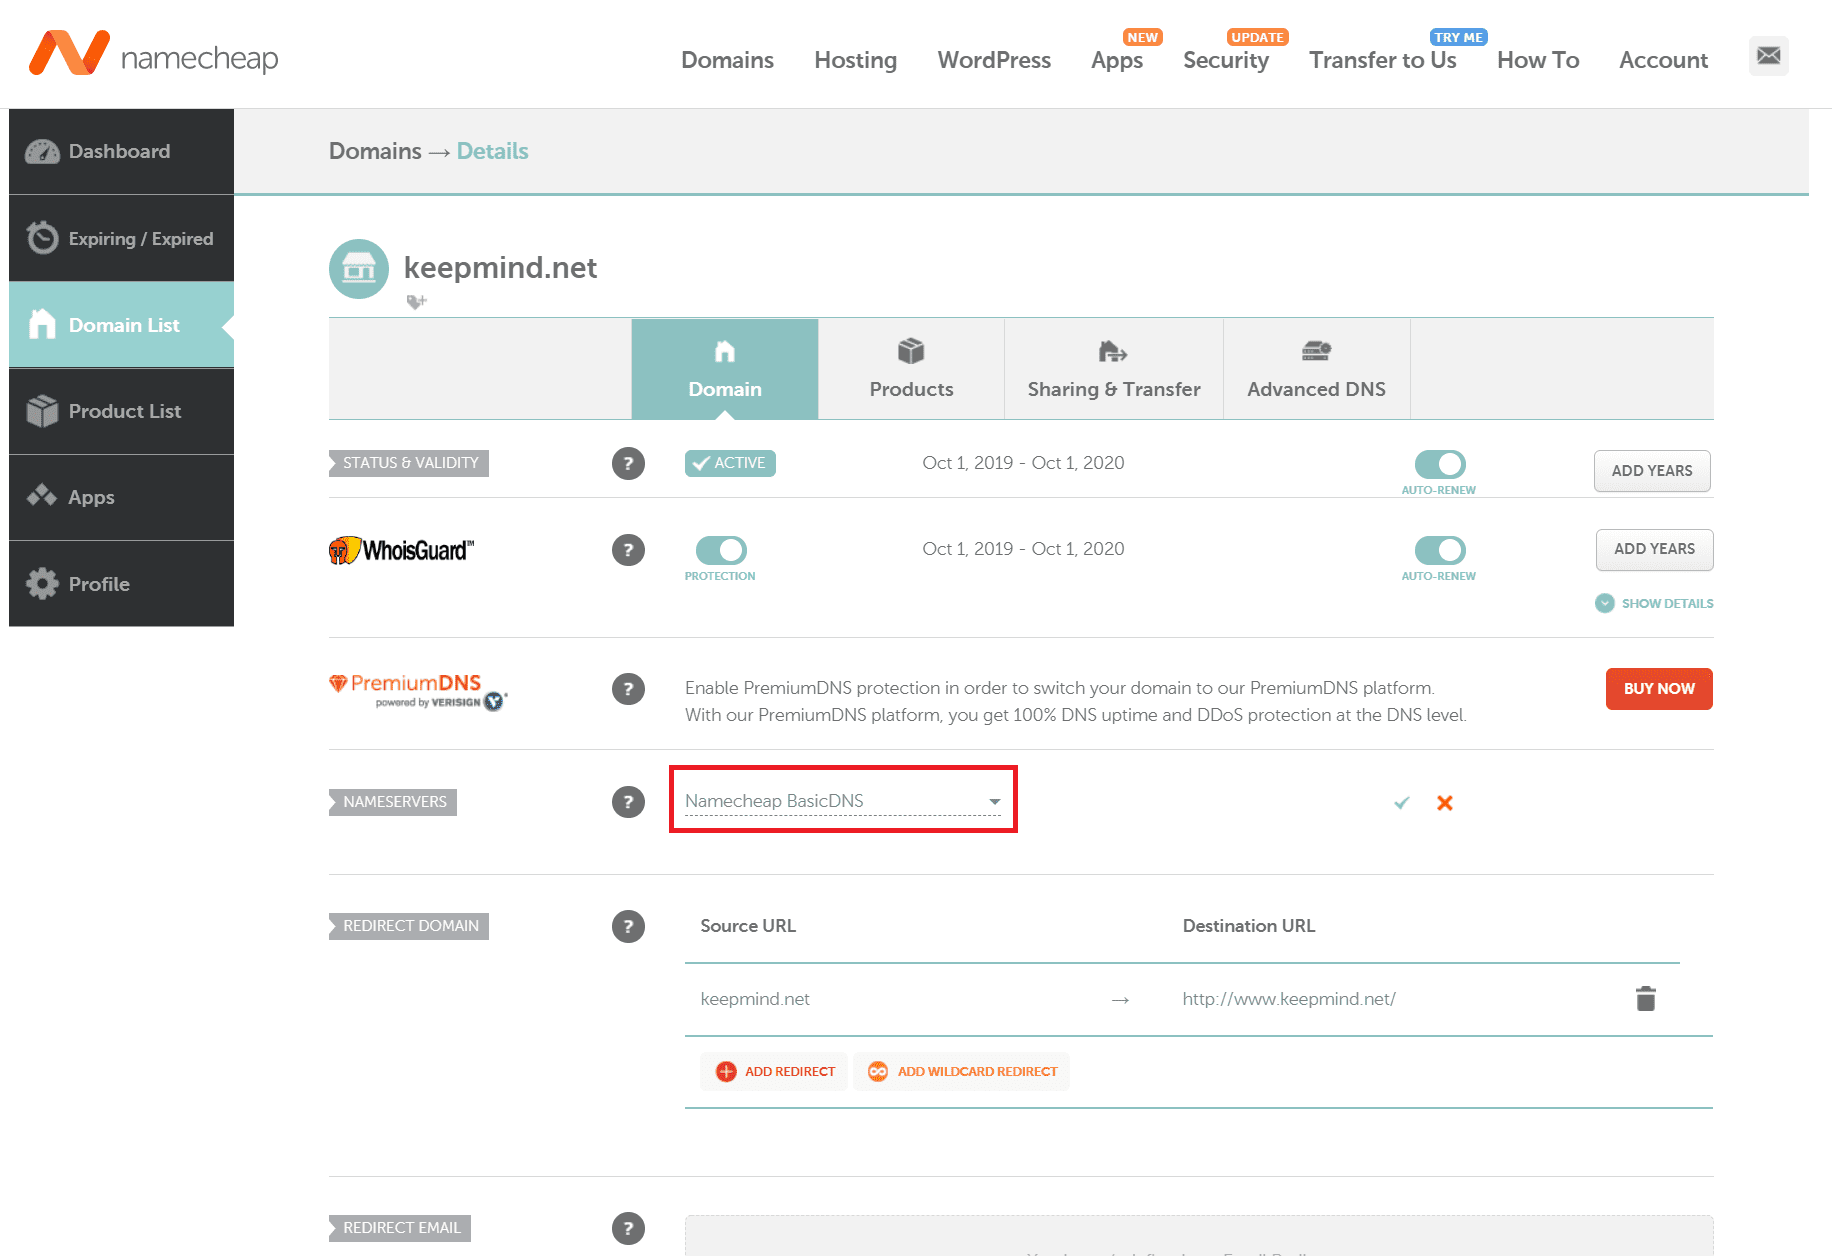 namecheap
Domains
Hosting
WordPress
Apps
NEW
Security
UPDATE
Transfer to Us
TRY ME
How To
Account
Dashboard
Expiring / Expired
Domain List
Product List
Apps
Profile
Domains → Details
keepmind.net
Domain
Products
Sharing & Transfer
Advanced DNS
STATUS & VALIDITY
?
ACTIVE
Oct 1, 2019 - Oct 1, 2020
AUTO-RENEW
ADD YEARS
WhoisGuard™
?
PROTECTION
Oct 1, 2019 - Oct 1, 2020
AUTO-RENEW
ADD YEARS
SHOW DETAILS
PremiumDNS
powered by VERISIGN
?
Enable PremiumDNS protection in order to switch your domain to our PremiumDNS platform.
With our PremiumDNS platform, you get 100% DNS uptime and DDoS protection at the DNS level.
BUY NOW
NAMESERVERS
?
Namecheap BasicDNS
REDIRECT DOMAIN
?
Source URL
Destination URL
keepmind.net
→
http://www.keepmind.net/
ADD REDIRECT
ADD WILDCARD REDIRECT
REDIRECT EMAIL
?